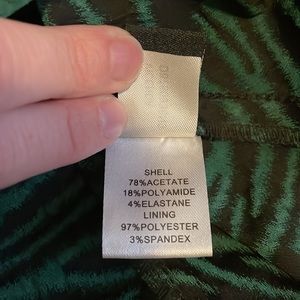 SHELL
78%ACETATE
18%POLYAMIDE
4%ELASTANE
LINING
97%POLYESTER
3%SPANDEX